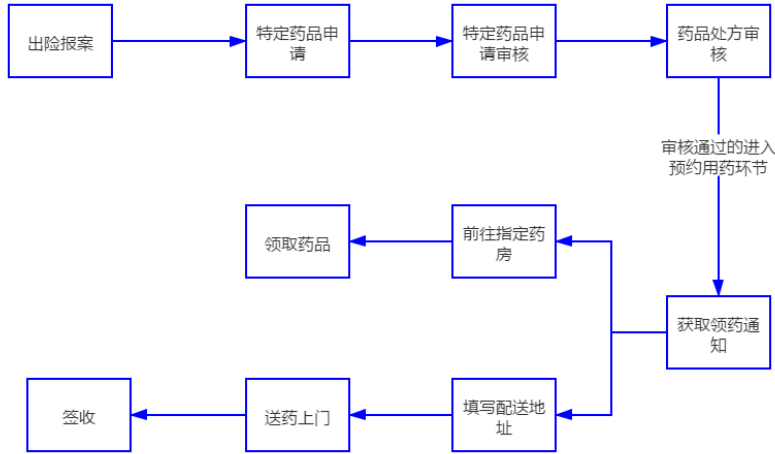 出险报案
特定药品申
请
特定药品申
请审核
药品处方审
核
审核通过的进入
预约用药环节
领取药品
前往指定药
房
获取领药通
知
签收
送药上门
填写配送地
址